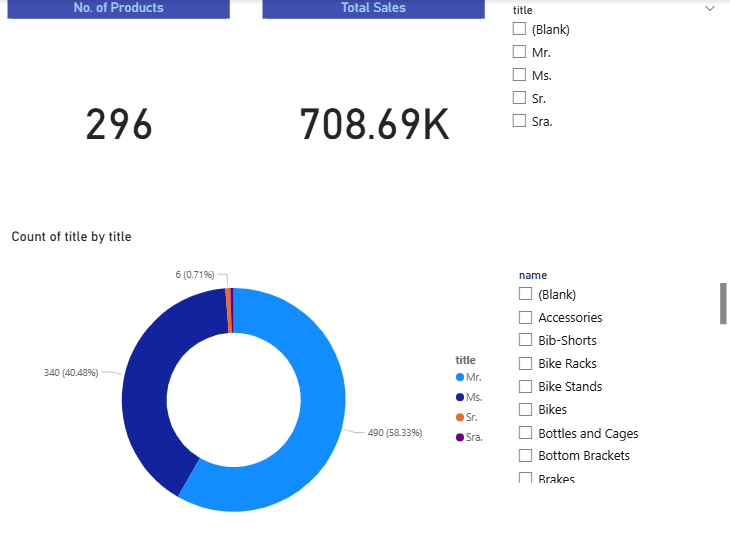 No. of Products
Total Sales
296
708.69K
title
(Blank)
Mr.
Ms.
Sr.
Sra.
Count of title by title
6 (0.71%)
340 (40.48%)
490 (58.33%)
title
Mr.
Ms.
Sr.
Sra.
name
(Blank)
Accessories
Bib-Shorts
Bike Racks
Bike Stands
Bikes
Bottles and Cages
Bottom Brackets
Brakes